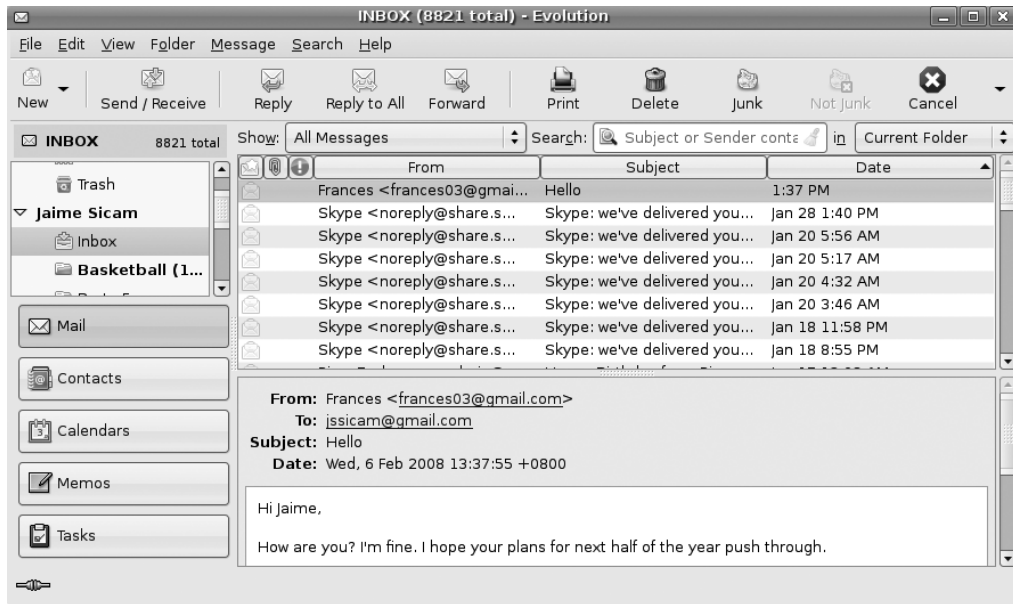 INBOX (8821 total) - Evolution
File Edit View Folder Message Search Help
New Send / Receive Reply Reply to All Forward Print Delete Junk Not Junk Cancel
INBOX 8821 total
Trash
Jaime Sicam
Inbox
Basketball (1...
Mail
Contacts
Calendars
Memos
Tasks
Show: All Messages Search: Subject or Sender conta in Current Folder
From Subject Date
Frances <frances03@gmai... Hello 1:37 PM
Skype <noreply@share.s... Skype: we've delivered you... Jan 28 1:40 PM
Skype <noreply@share.s... Skype: we've delivered you... Jan 20 5:56 AM
Skype <noreply@share.s... Skype: we've delivered you... Jan 20 5:17 AM
Skype <noreply@share.s... Skype: we've delivered you... Jan 20 4:32 AM
Skype <noreply@share.s... Skype: we've delivered you... Jan 20 3:46 AM
Skype <noreply@share.s... Skype: we've delivered you... Jan 18 11:58 PM
Skype <noreply@share.s... Skype: we've delivered you... Jan 18 8:55 PM
From: Frances <frances03@gmail.com>
To: jssicam@gmail.com
Subject: Hello
Date: Wed, 6 Feb 2008 13:37:55 +0800
Hi Jaime,
How are you? I'm fine. I hope your plans for next half of the year push through.